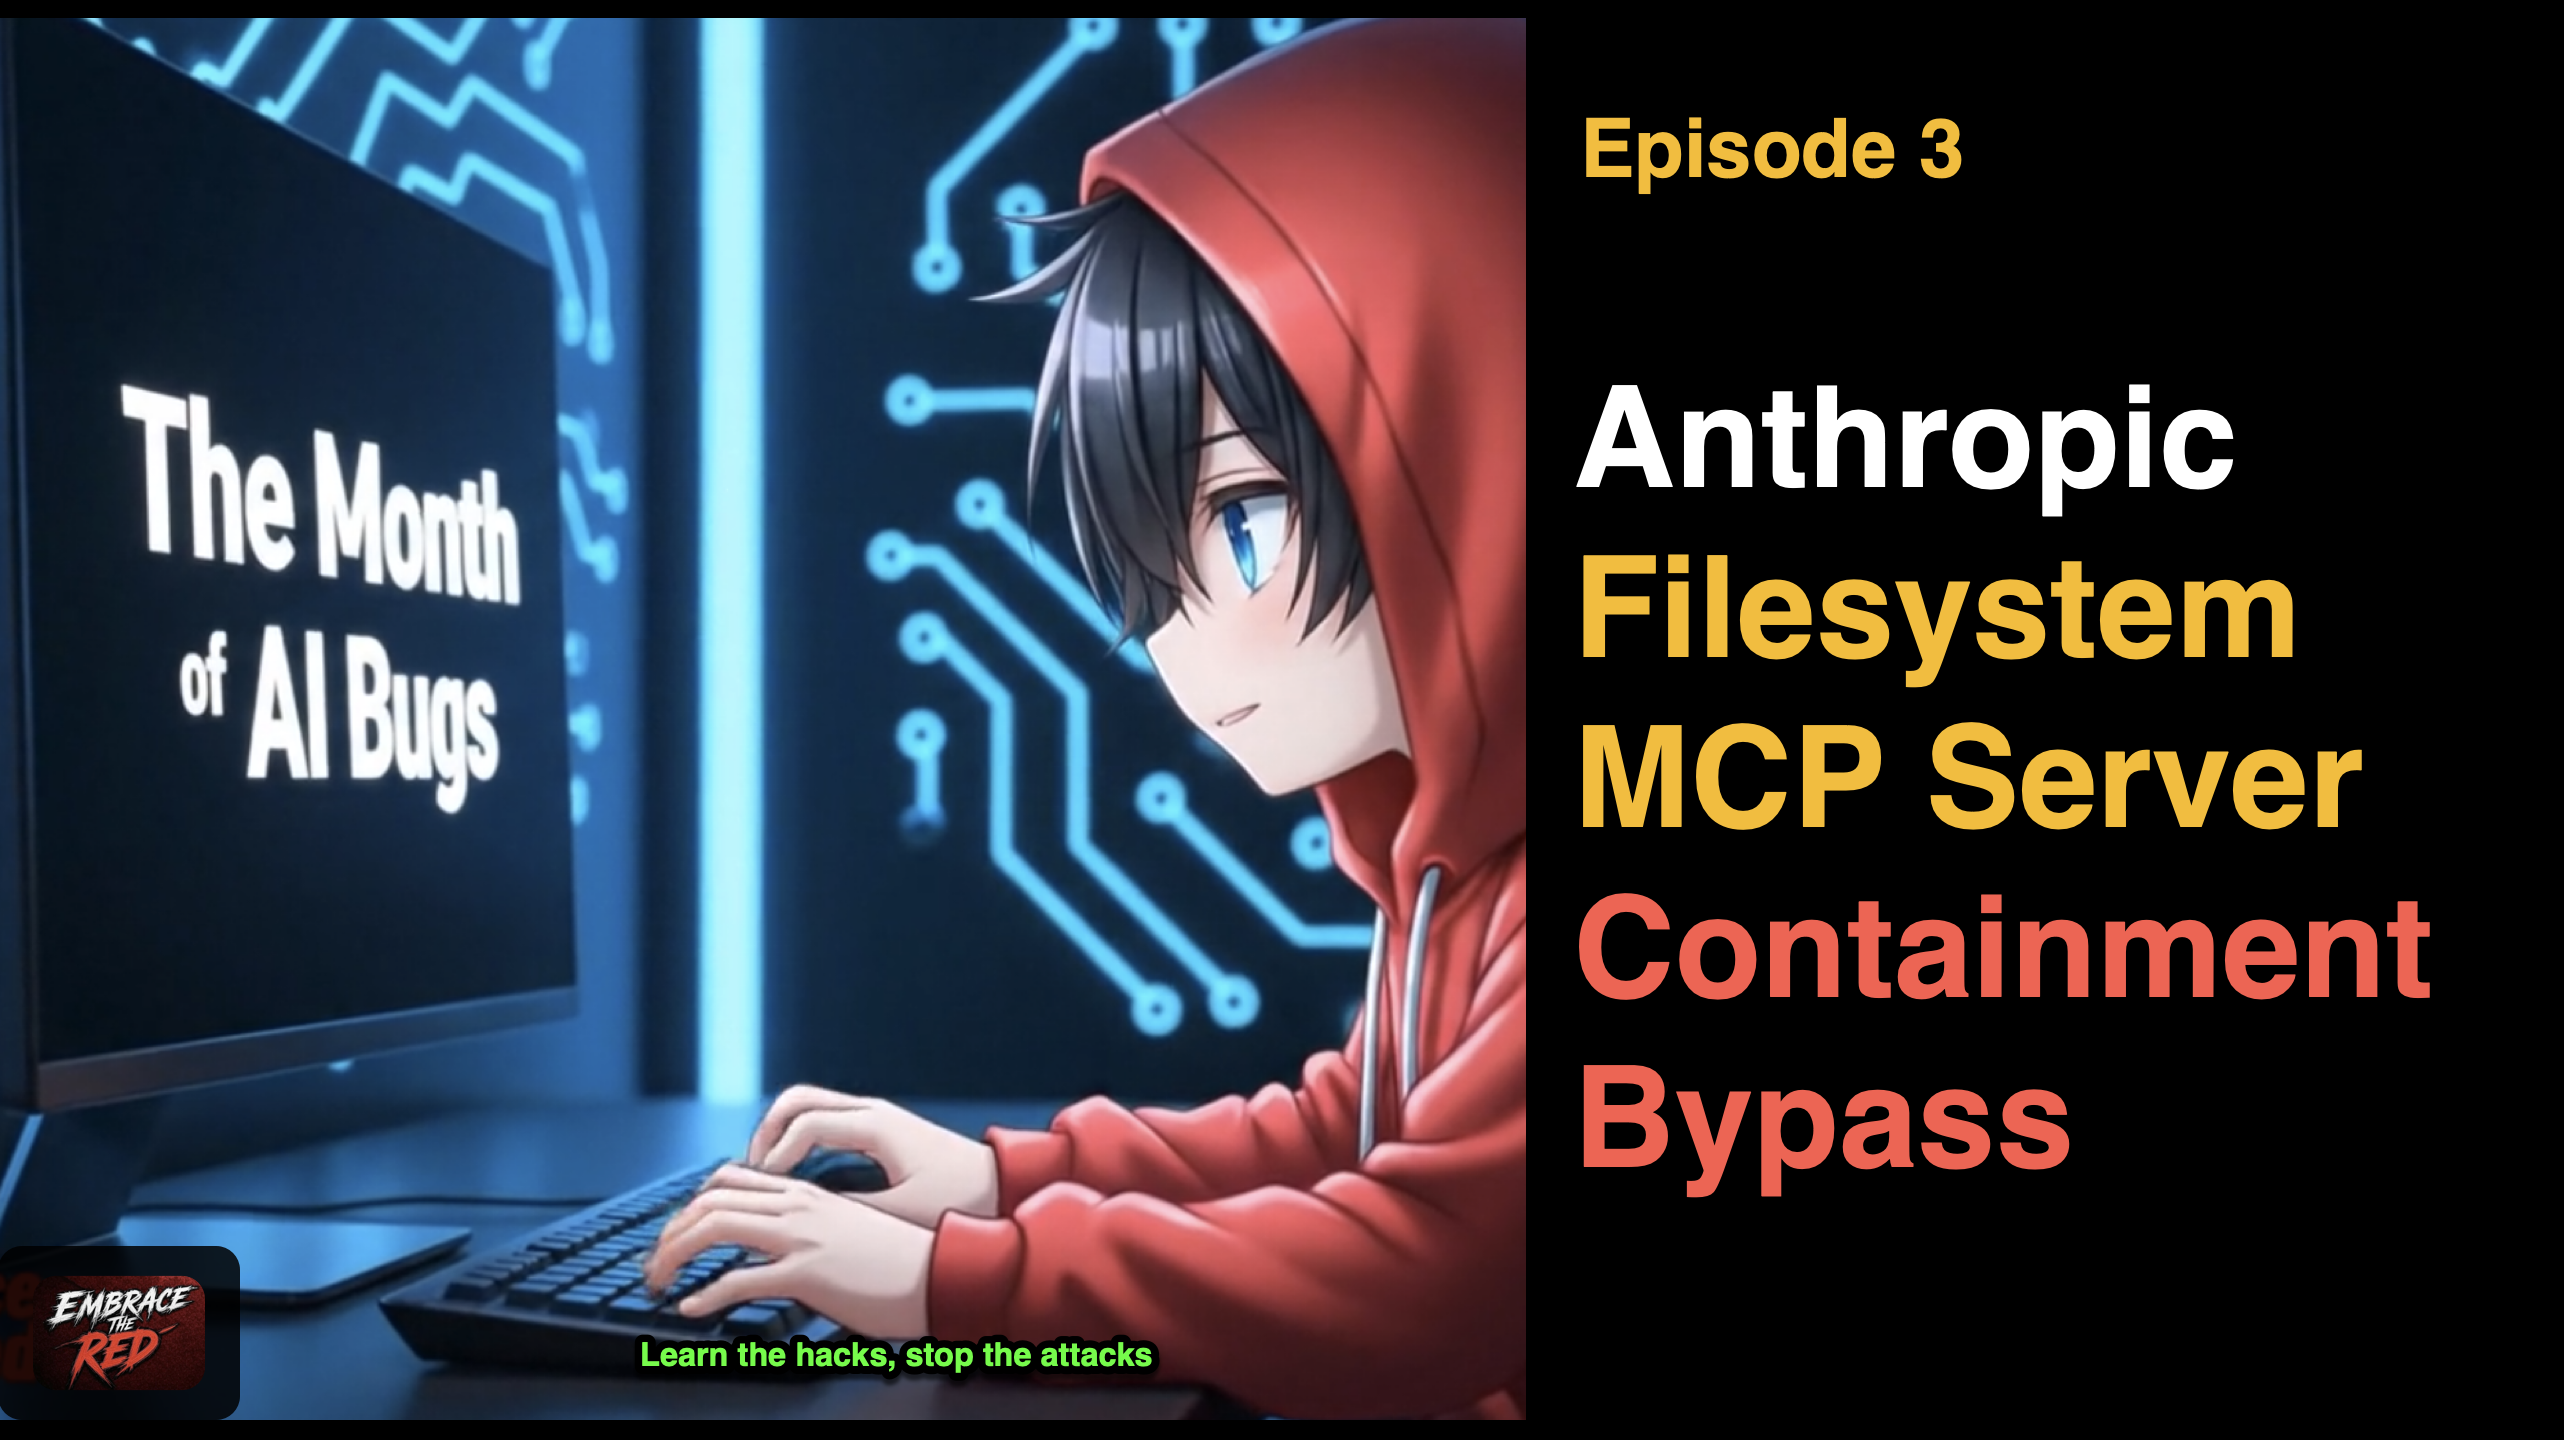 The Month
of AI Bugs
EMBRACE
THE
RED
Learn the hacks, stop the attacks
Episode 3
Anthropic
Filesystem
MCP Server
Containment
Bypass